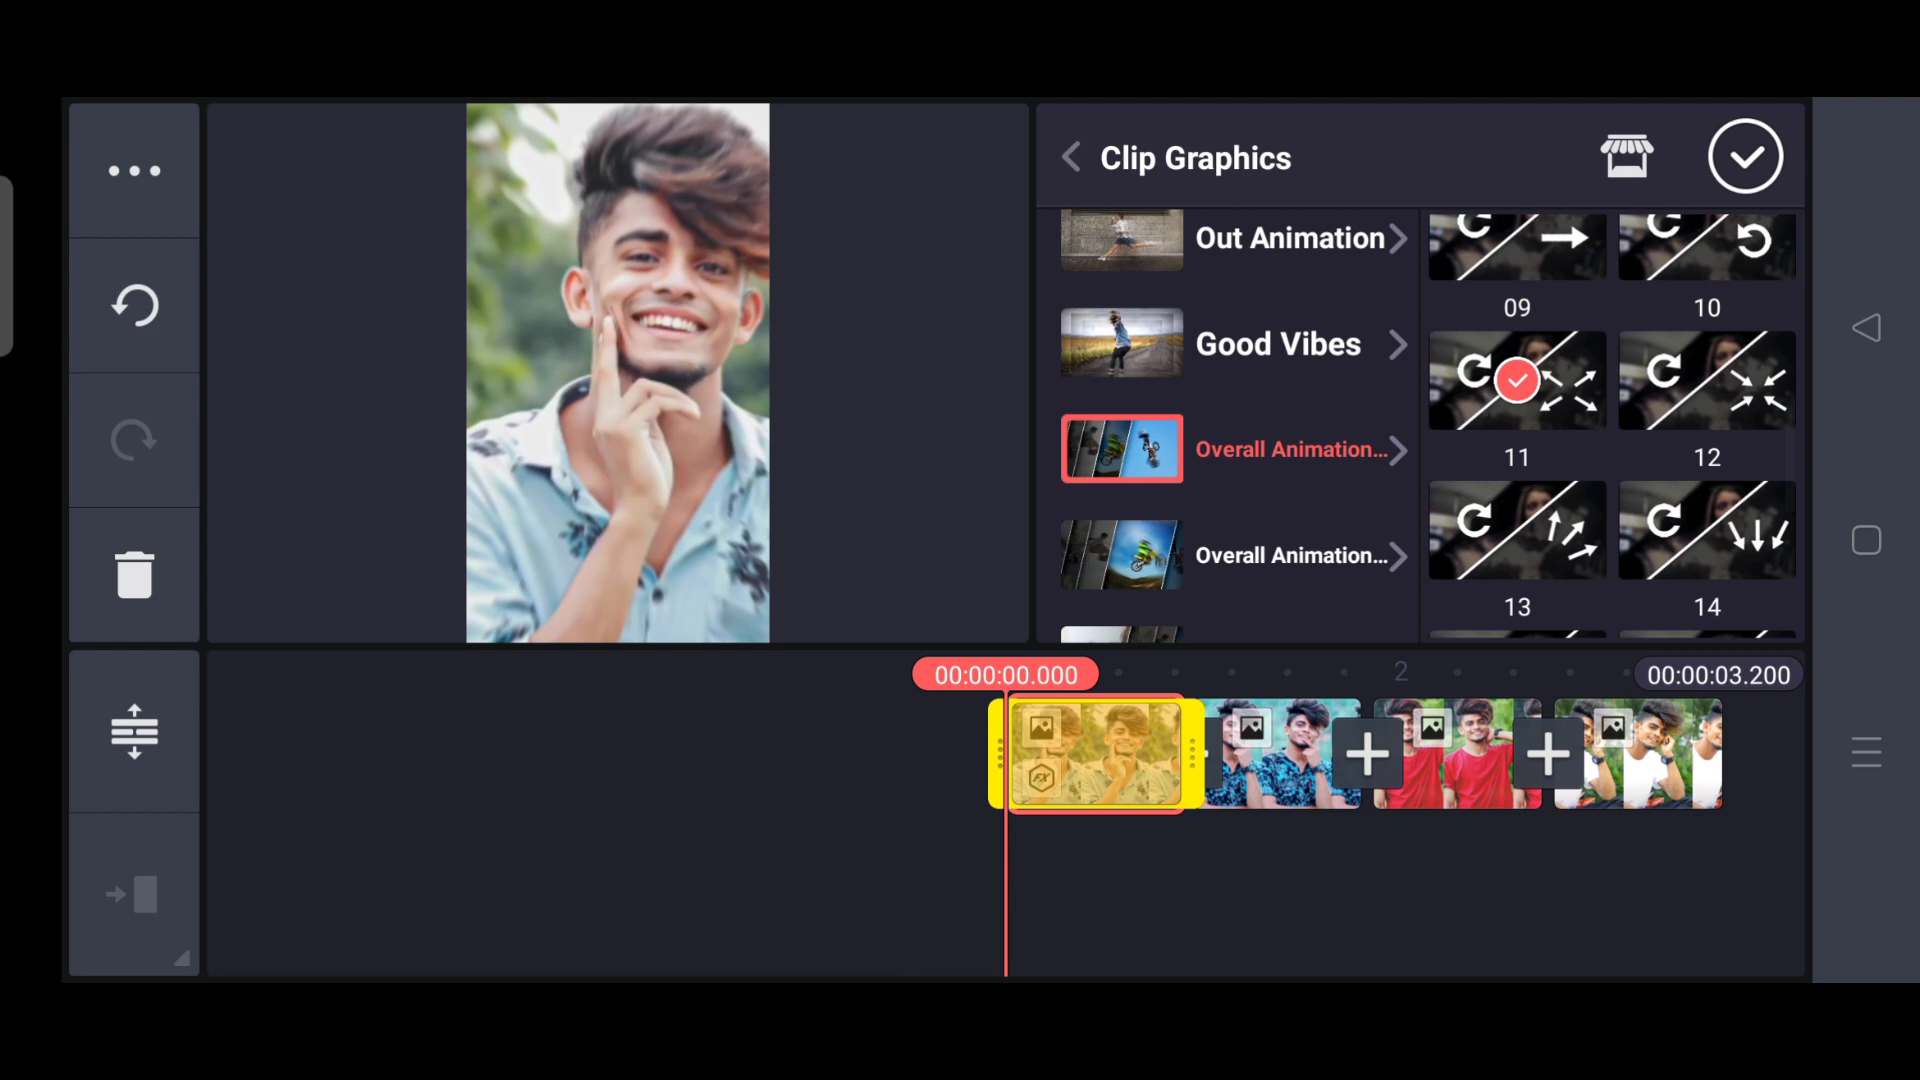 Clip Graphics
Out Animation
Good Vibes
Overall Animation...
Overall Animation...
09
10
11
12
13
14
00:00:00.000
2
00:00:03.200
FX